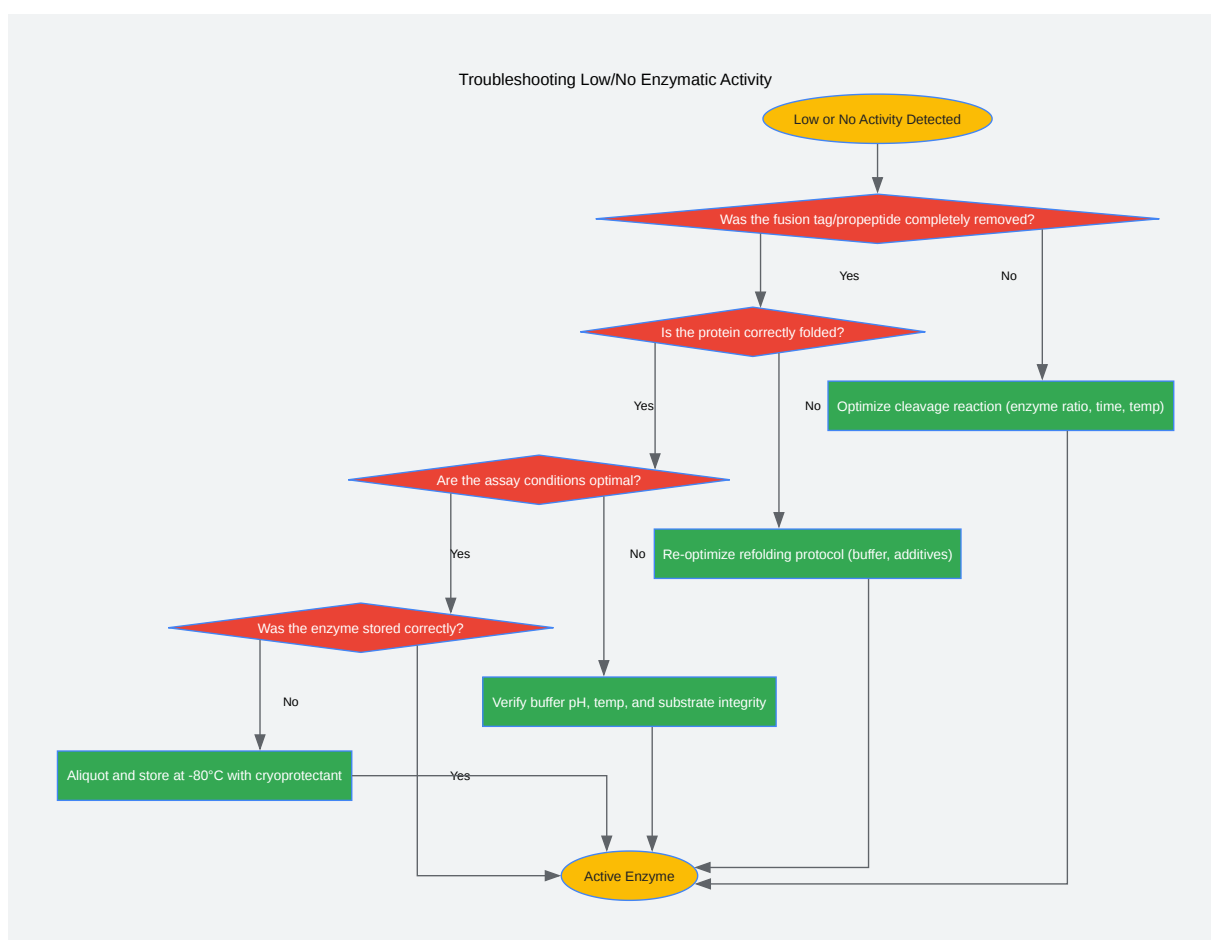 Troubleshooting Low/No Enzymatic Activity
Low or No Activity Detected
Was the fusion tag/propeptide completely removed?
Yes
No
Is the protein correctly folded?
Yes
No
Optimize cleavage reaction (enzyme ratio, time, temp)
Are the assay conditions optimal?
Yes
No
Re-optimize refolding protocol (buffer, additives)
Was the enzyme stored correctly?
No
Verify buffer pH, temp, and substrate integrity
Aliquot and store at -80°C with cryoprotectant
Yes
Active Enzyme